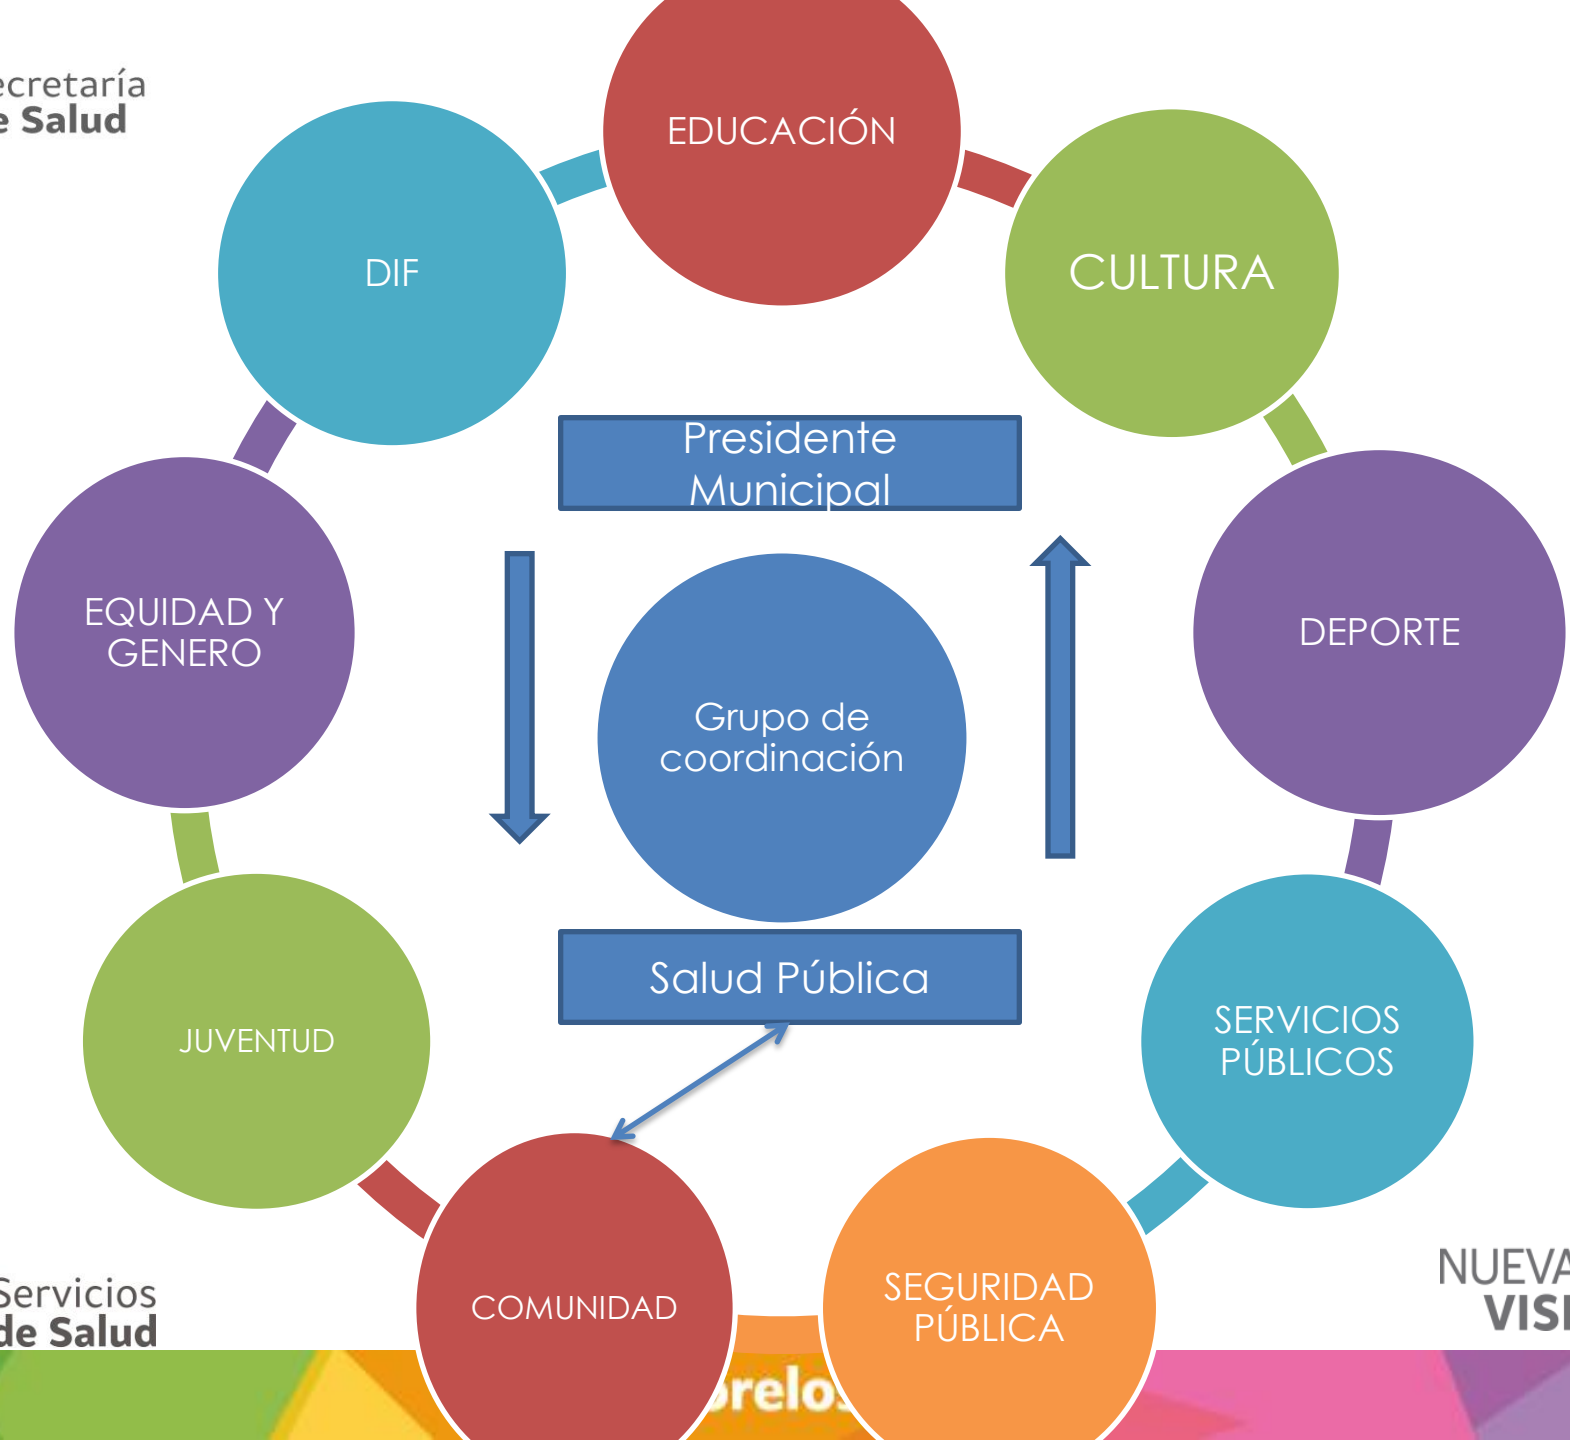 ecretaría
e Salud
EDUCACIÓN
DIF
CULTURA
Presidente
Municipal
EQUIDAD Y
GENERO
DEPORTE
Grupo de
coordinación
Salud Pública
JUVENTUD
SERVICIOS
PÚBLICOS
COMUNIDAD
SEGURIDAD
PÚBLICA
Servicios
de Salud
NUEVA
VISI
orelos